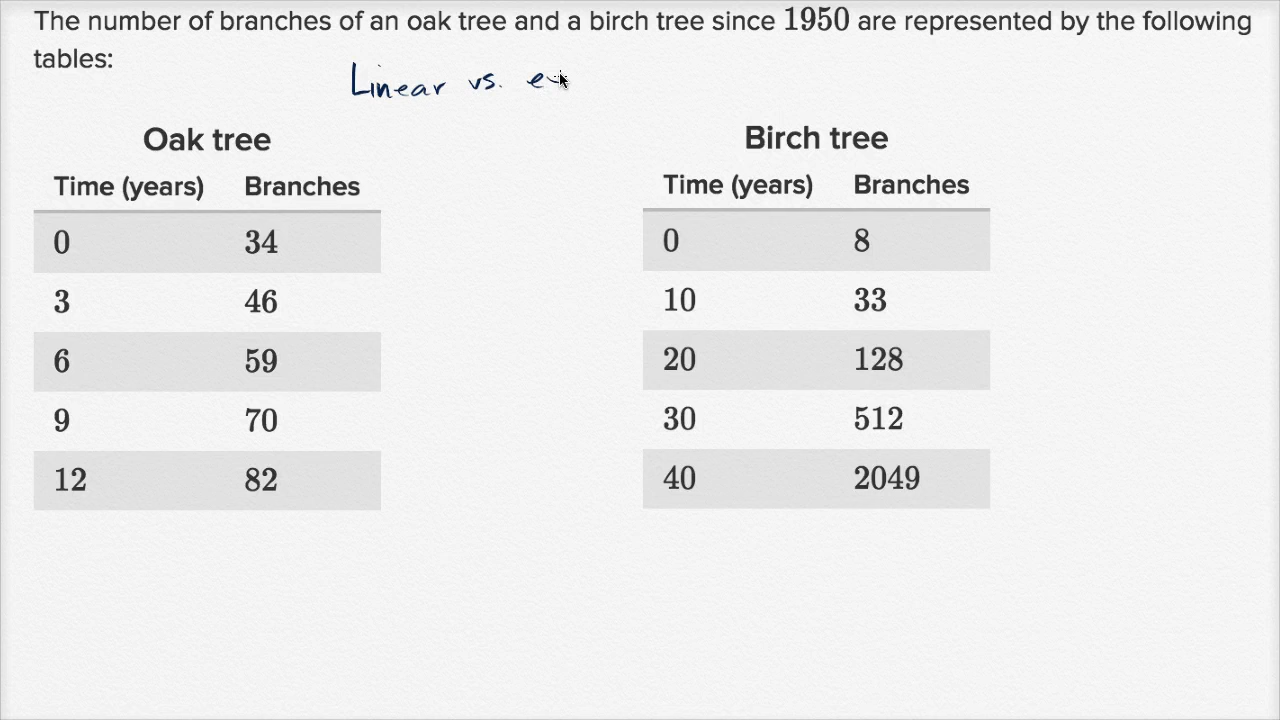 The number of branches of an oak tree and a birch tree since 1950 are represented by the following
tables:
Linear vs.
Oak tree
Time (years) Branches
0 34
3 46
6 59
9 70
12 82
Birch tree
Time (years) Branches
0 8
10 33
20 128
30 512
40 2049